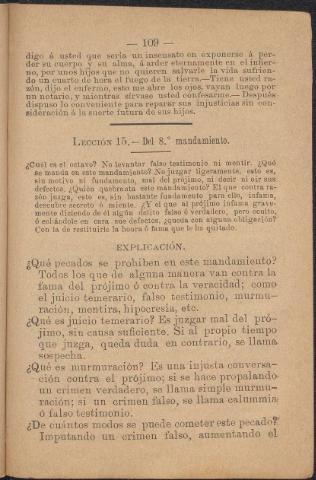 — 109 —
digo á usted que seria un insensato en exponerse á per-
der su cuerpo y su alma, á arder eternamente en el infier-
no, por unos hijos que no quieren salvarle la vida sufrien-
do un cuarto de hora el fuego de la tierra.—Tiene usted ra-
zón, dijo el enfermo, esto me abre los ojos, vayan luego por
un notario, y mientras sírvase usted confesarme.— Después
dispuso lo conveniente para reparar sus injusticias sin con-
sideración á la suerte futura de sus hijos.
LECCIÓN 15.—Del 8.° mandamiento.
¿Cuál es el octavo? No levantar falso testimonio ni mentir. ¿Qué
se manda en este mandamiento? No juzgar ligeramente, esto es,
sin motivo ni fundamento, mal del prójimo, ni decir ni oir sus
defectos. ¿Quién quebranta este mandamiento? El que contra ra-
zón juzga, esto es, sin bastante fundamento para ello, infama,
descubre secreto ó miente. ¿Y el que al prójimo infama grave-
mente diciendo de él algún delito falso ó verdadero, pero oculto,
ó echándole en cara sus defectos, queda con alguna obligación?
Con la de restituirle la honra ó fama que le ha quitado.
EXPLICACIÓN.
¿Qué pecados se prohiben en este mandamiento?
Todos los que de alguna manera van contra la
fama del prójimo ó contra la veracidad; como
el juicio temerario, falso testimonio, murmu-
ración, mentira, hipocresía, etc.
¿Qué es juicio temerario? Es juzgar mal del pró-
jimo, sin causa suficiente. Si al propio tiempo
que juzga, queda duda en contrario, se llama
sospecha.
¿Qué es murmuración? Es una injusta conversa-
ción contra el prójimo; si se hace propalando
un crimen verdadero, se llama simple murmu-
ración; si un crimen falso, se llama calumnia
ó falso testimonio.
¿De cuántos modos se puede cometer este pecado?
Imputando un crimen falso, aumentando el